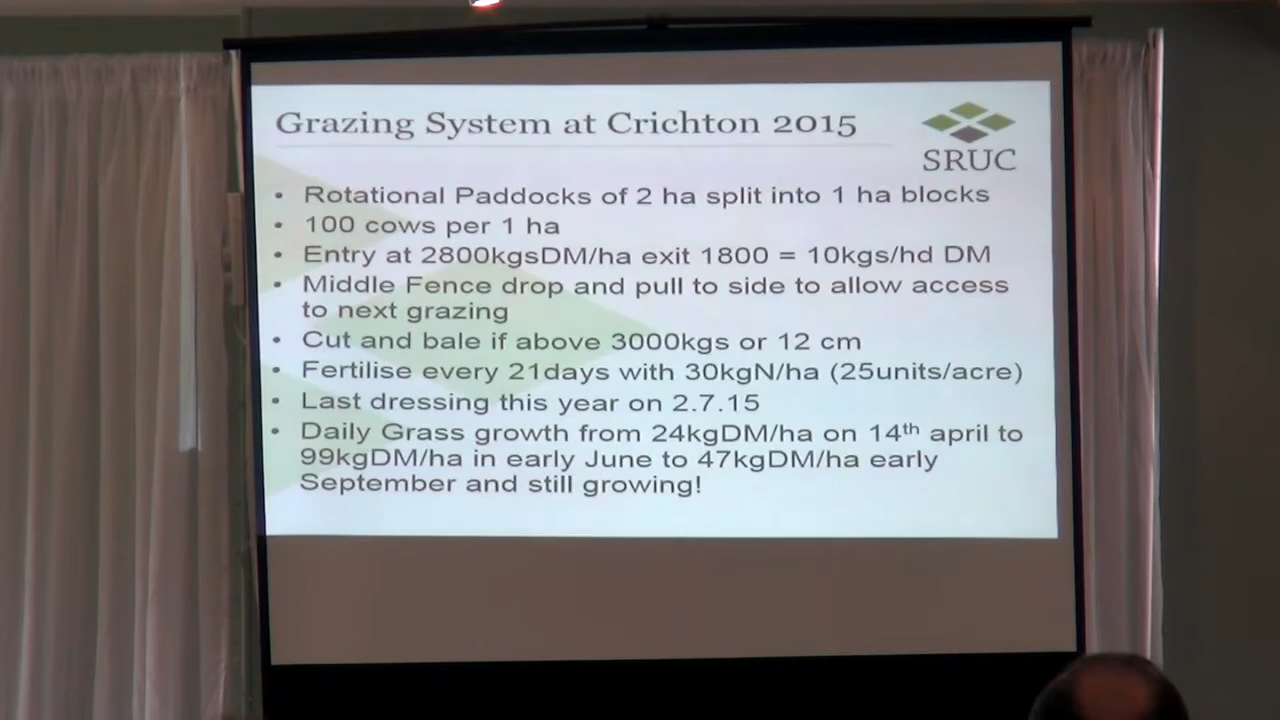 Grazing System at Crichton 2015
SRUC
• Rotational Paddocks of 2 ha split into 1 ha blocks
• 100 cows per 1 ha
• Entry at 2800kgsDM/ha exit 1800 = 10kgs/hd DM
• Middle Fence drop and pull to side to allow access
to next grazing
• Cut and bale if above 3000kgs or 12 cm
• Fertilise every 21days with 30kgN/ha (25units/acre)
• Last dressing this year on 2.7.15
• Daily Grass growth from 24kgDM/ha on 14th april to
99kgDM/ha in early June to 47kgDM/ha early
September and still growing!